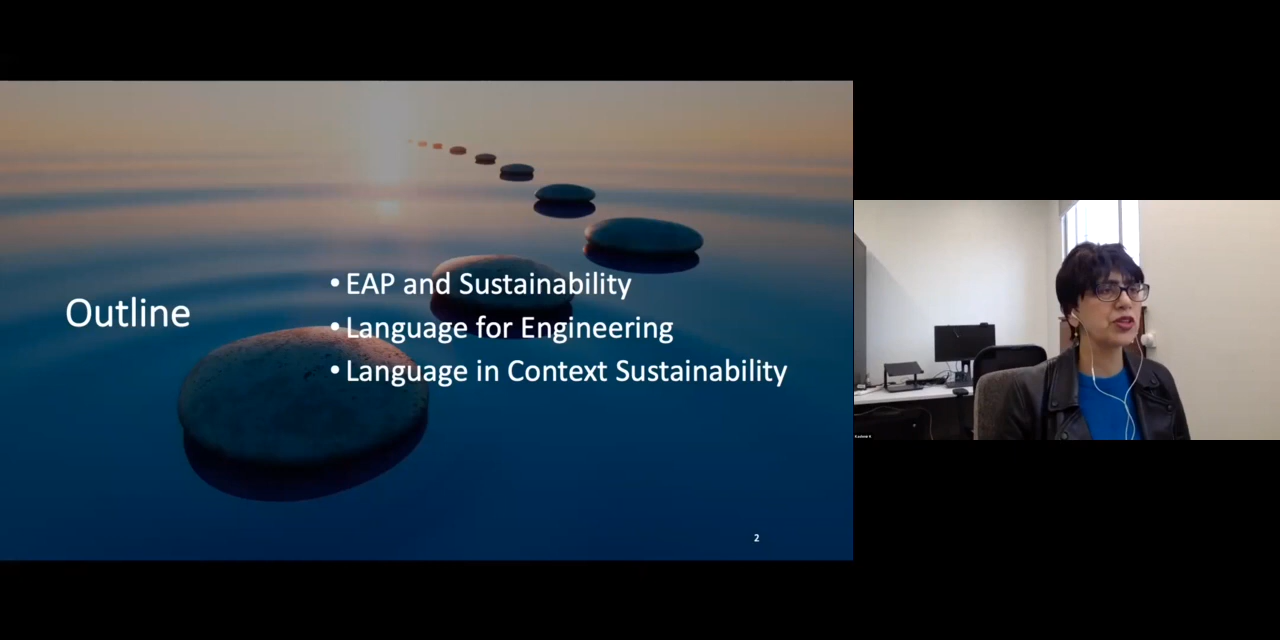 Outline
• EAP and Sustainability
• Language for Engineering
• Language in Context Sustainability
2